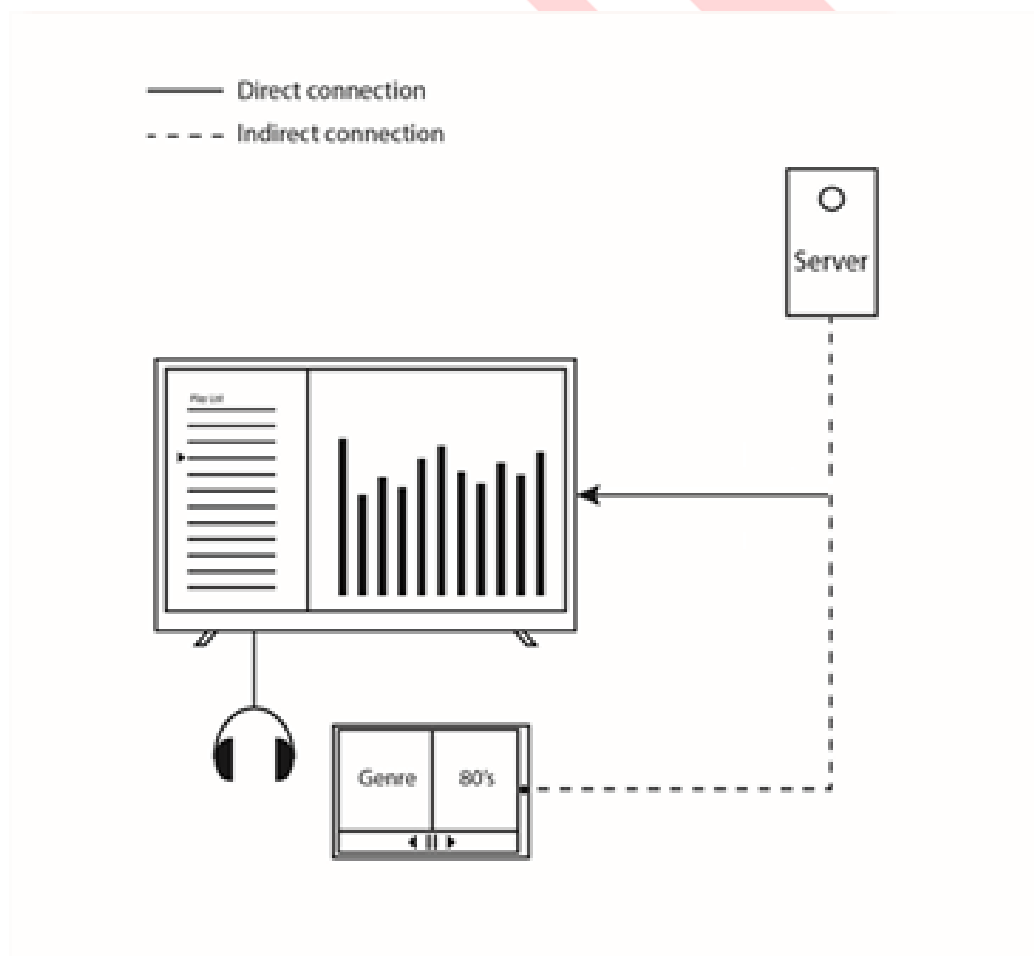 Direct connection
Indirect connection
Server
Play List
Genre
80's